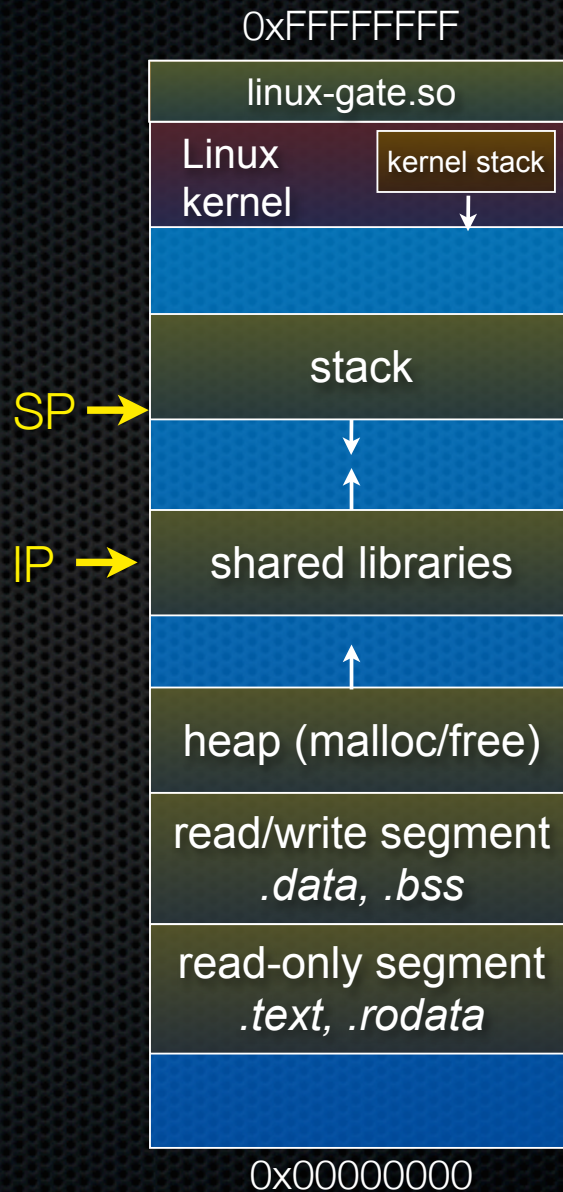 0xFFFFFFFF
linux-gate.so
Linux
kernel
kernel stack
stack
SP
IP
shared libraries
heap (malloc/free)
read/write segment
.data, .bss
read-only segment
.text, .rodata
0x00000000